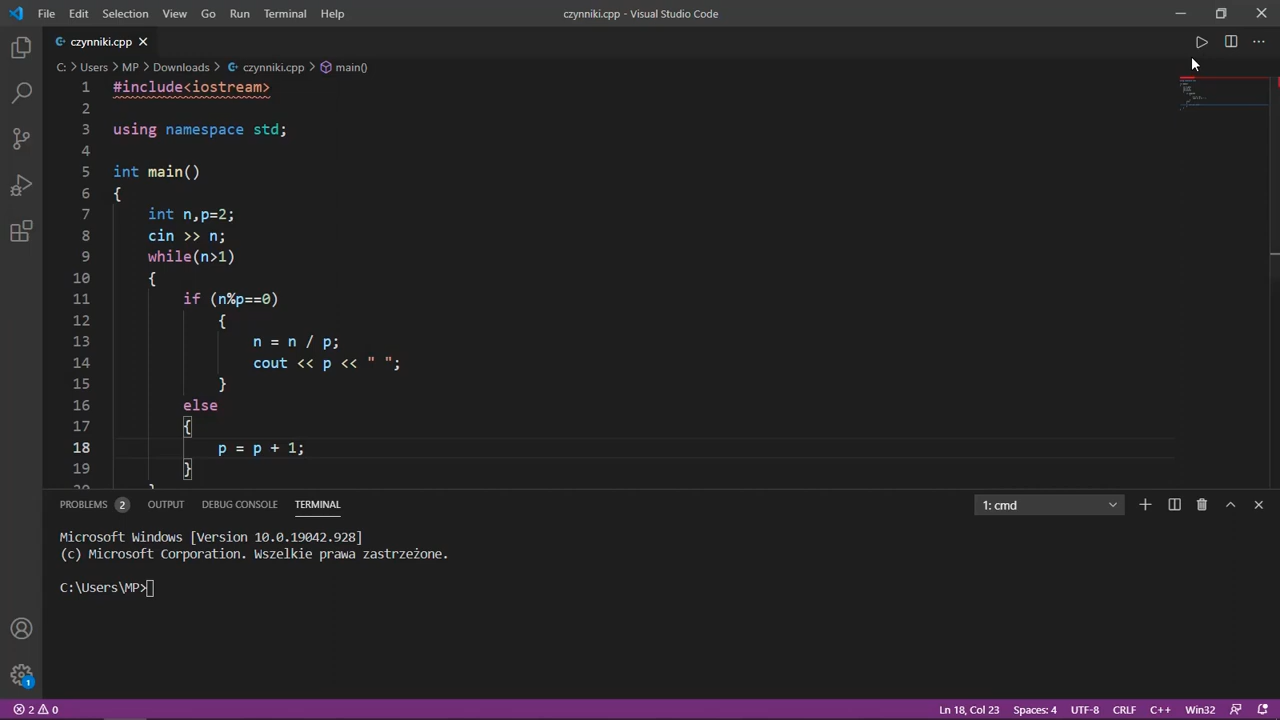 File Edit Selection View Go Run Terminal Help czynniki.cpp - Visual Studio Code
czynniki.cpp
C: > Users > MP > Downloads > czynniki.cpp > main()
1 #include<iostream>
2
3 using namespace std;
4
5 int main()
6 {
7 int n,p=2;
8 cin >> n;
9 while(n>1)
10 {
11 if (n%p==0)
12 {
13 n = n / p;
14 cout << p << " ";
15 }
16 else
17 {
18 p = p + 1;
19 }
20 }
PROBLEMS 2 OUTPUT DEBUG CONSOLE TERMINAL 1: cmd
Microsoft Windows [Version 10.0.19042.928]
(c) Microsoft Corporation. Wszelkie prawa zastrzeżone.
C:\Users\MP>
1
2 0 Ln 18, Col 23 Spaces: 4 UTF-8 CRLF C++ Win32